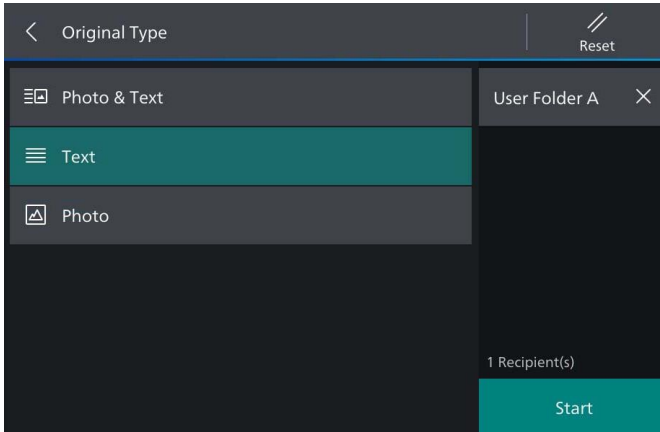 Original Type
Reset
Photo & Text
Text
Photo
User Folder A
1 Recipient(s)
Start